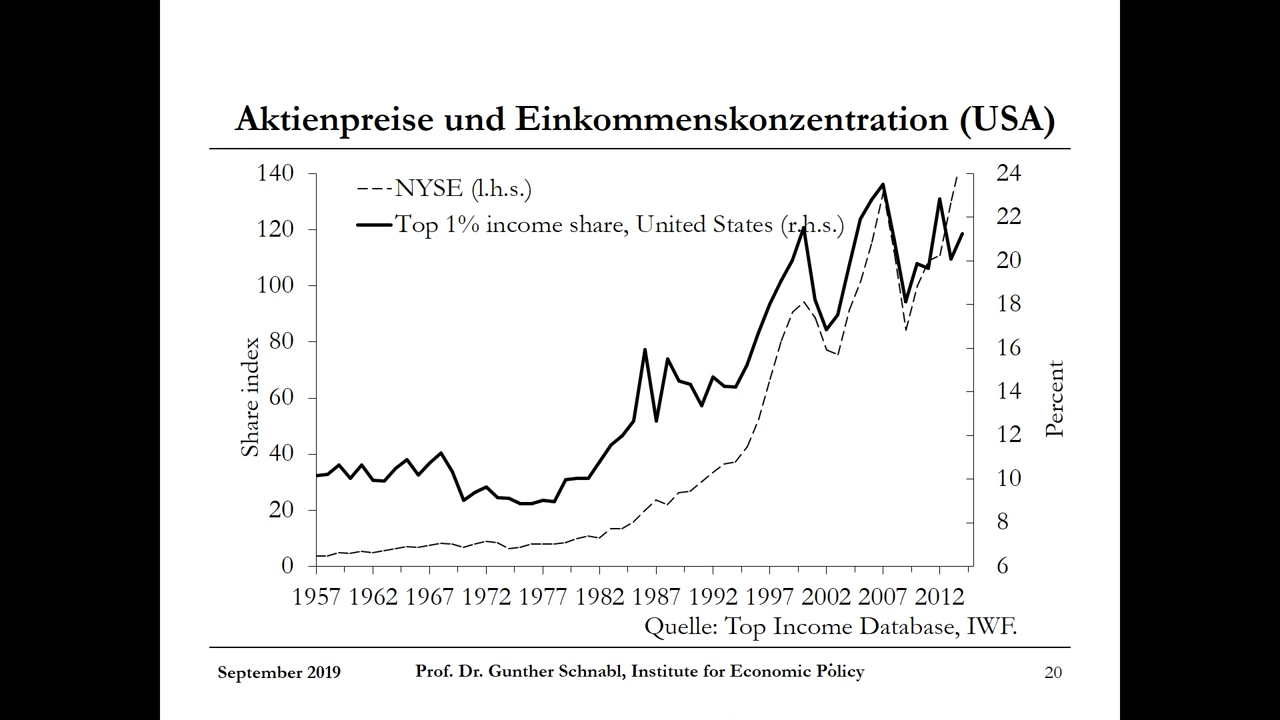 Aktienpreise und Einkommenskonzentration (USA)
140
120
100
80
60
40
20
0
Share index
NYSE (l.h.s.)
Top 1% income share, United States (r.h.s.)
24
22
20
18
16
14
12
10
8
6
Percent
1957 1962 1967 1972 1977 1982 1987 1992 1997 2002 2007 2012
Quelle: Top Income Database, IWF.
September 2019 Prof. Dr. Gunther Schnabl, Institute for Economic Policy 20